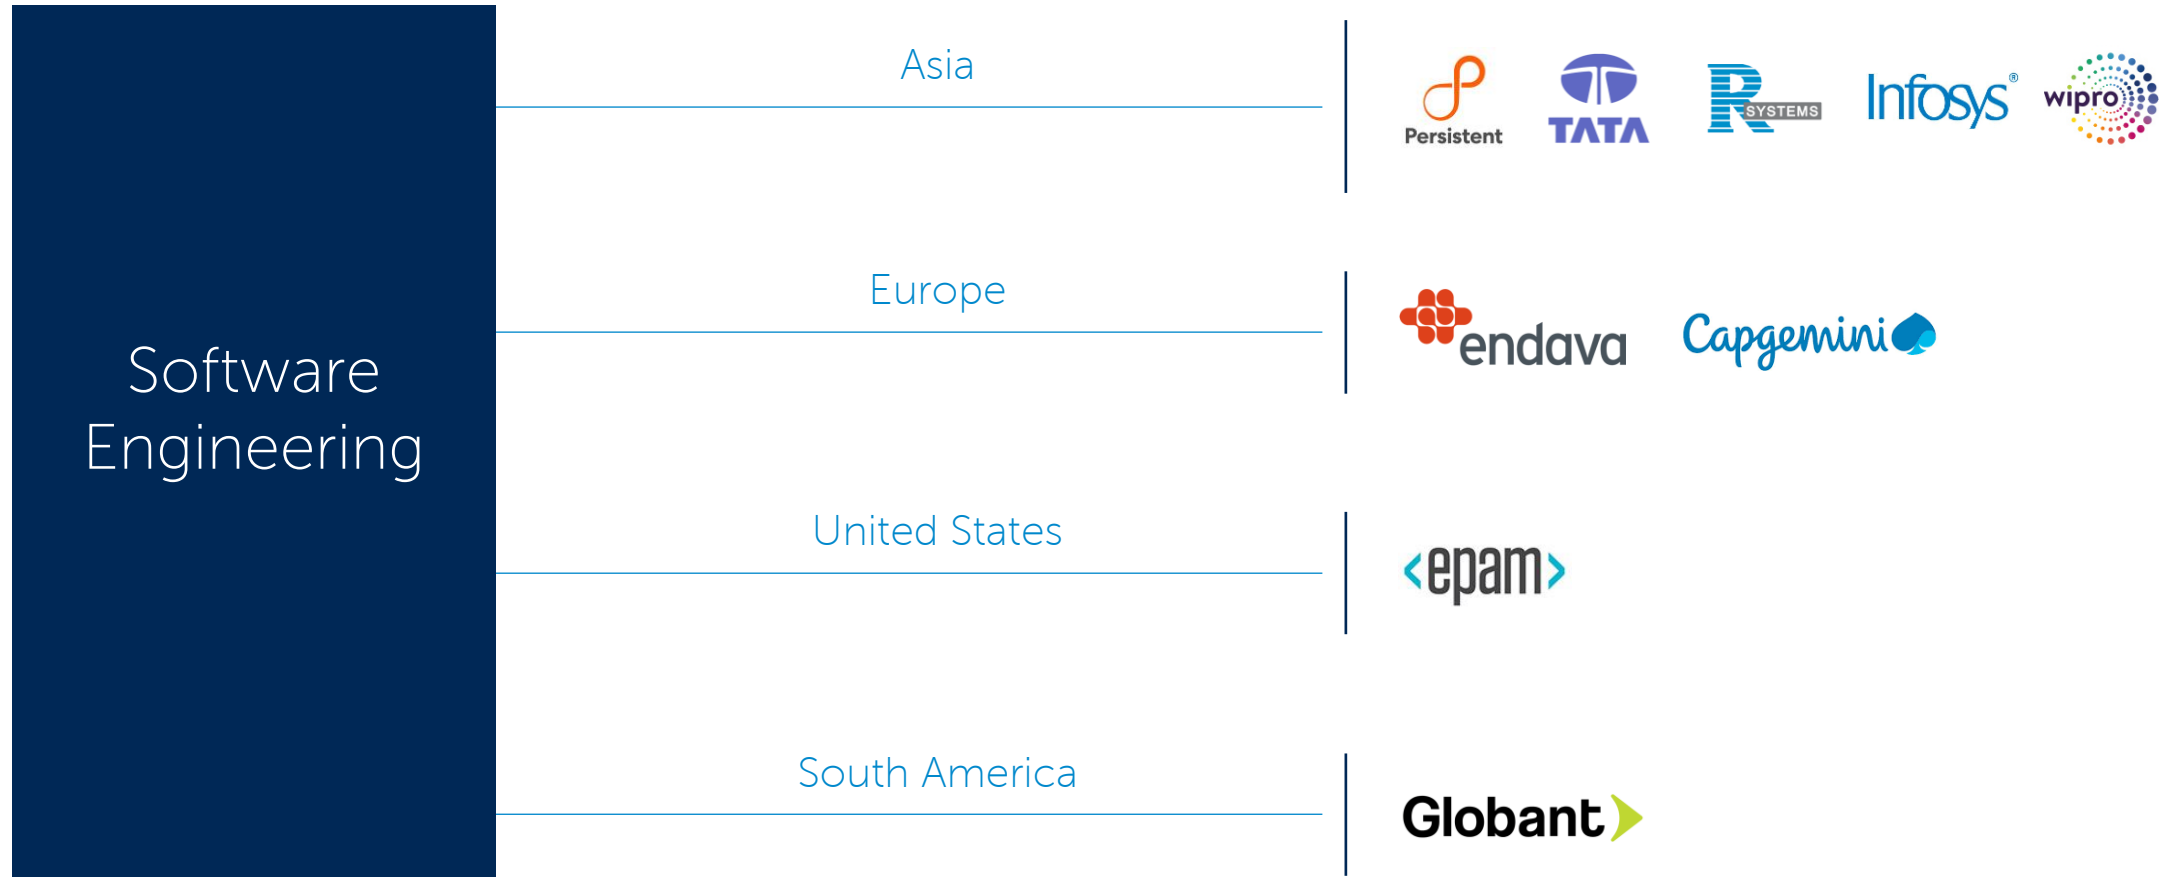 Software
Engineering
Asia
Persistent
TATA
R SYSTEMS
Infosys®
wipro
Europe
endava
Capgemini
United States
<epam>
South America
Globant